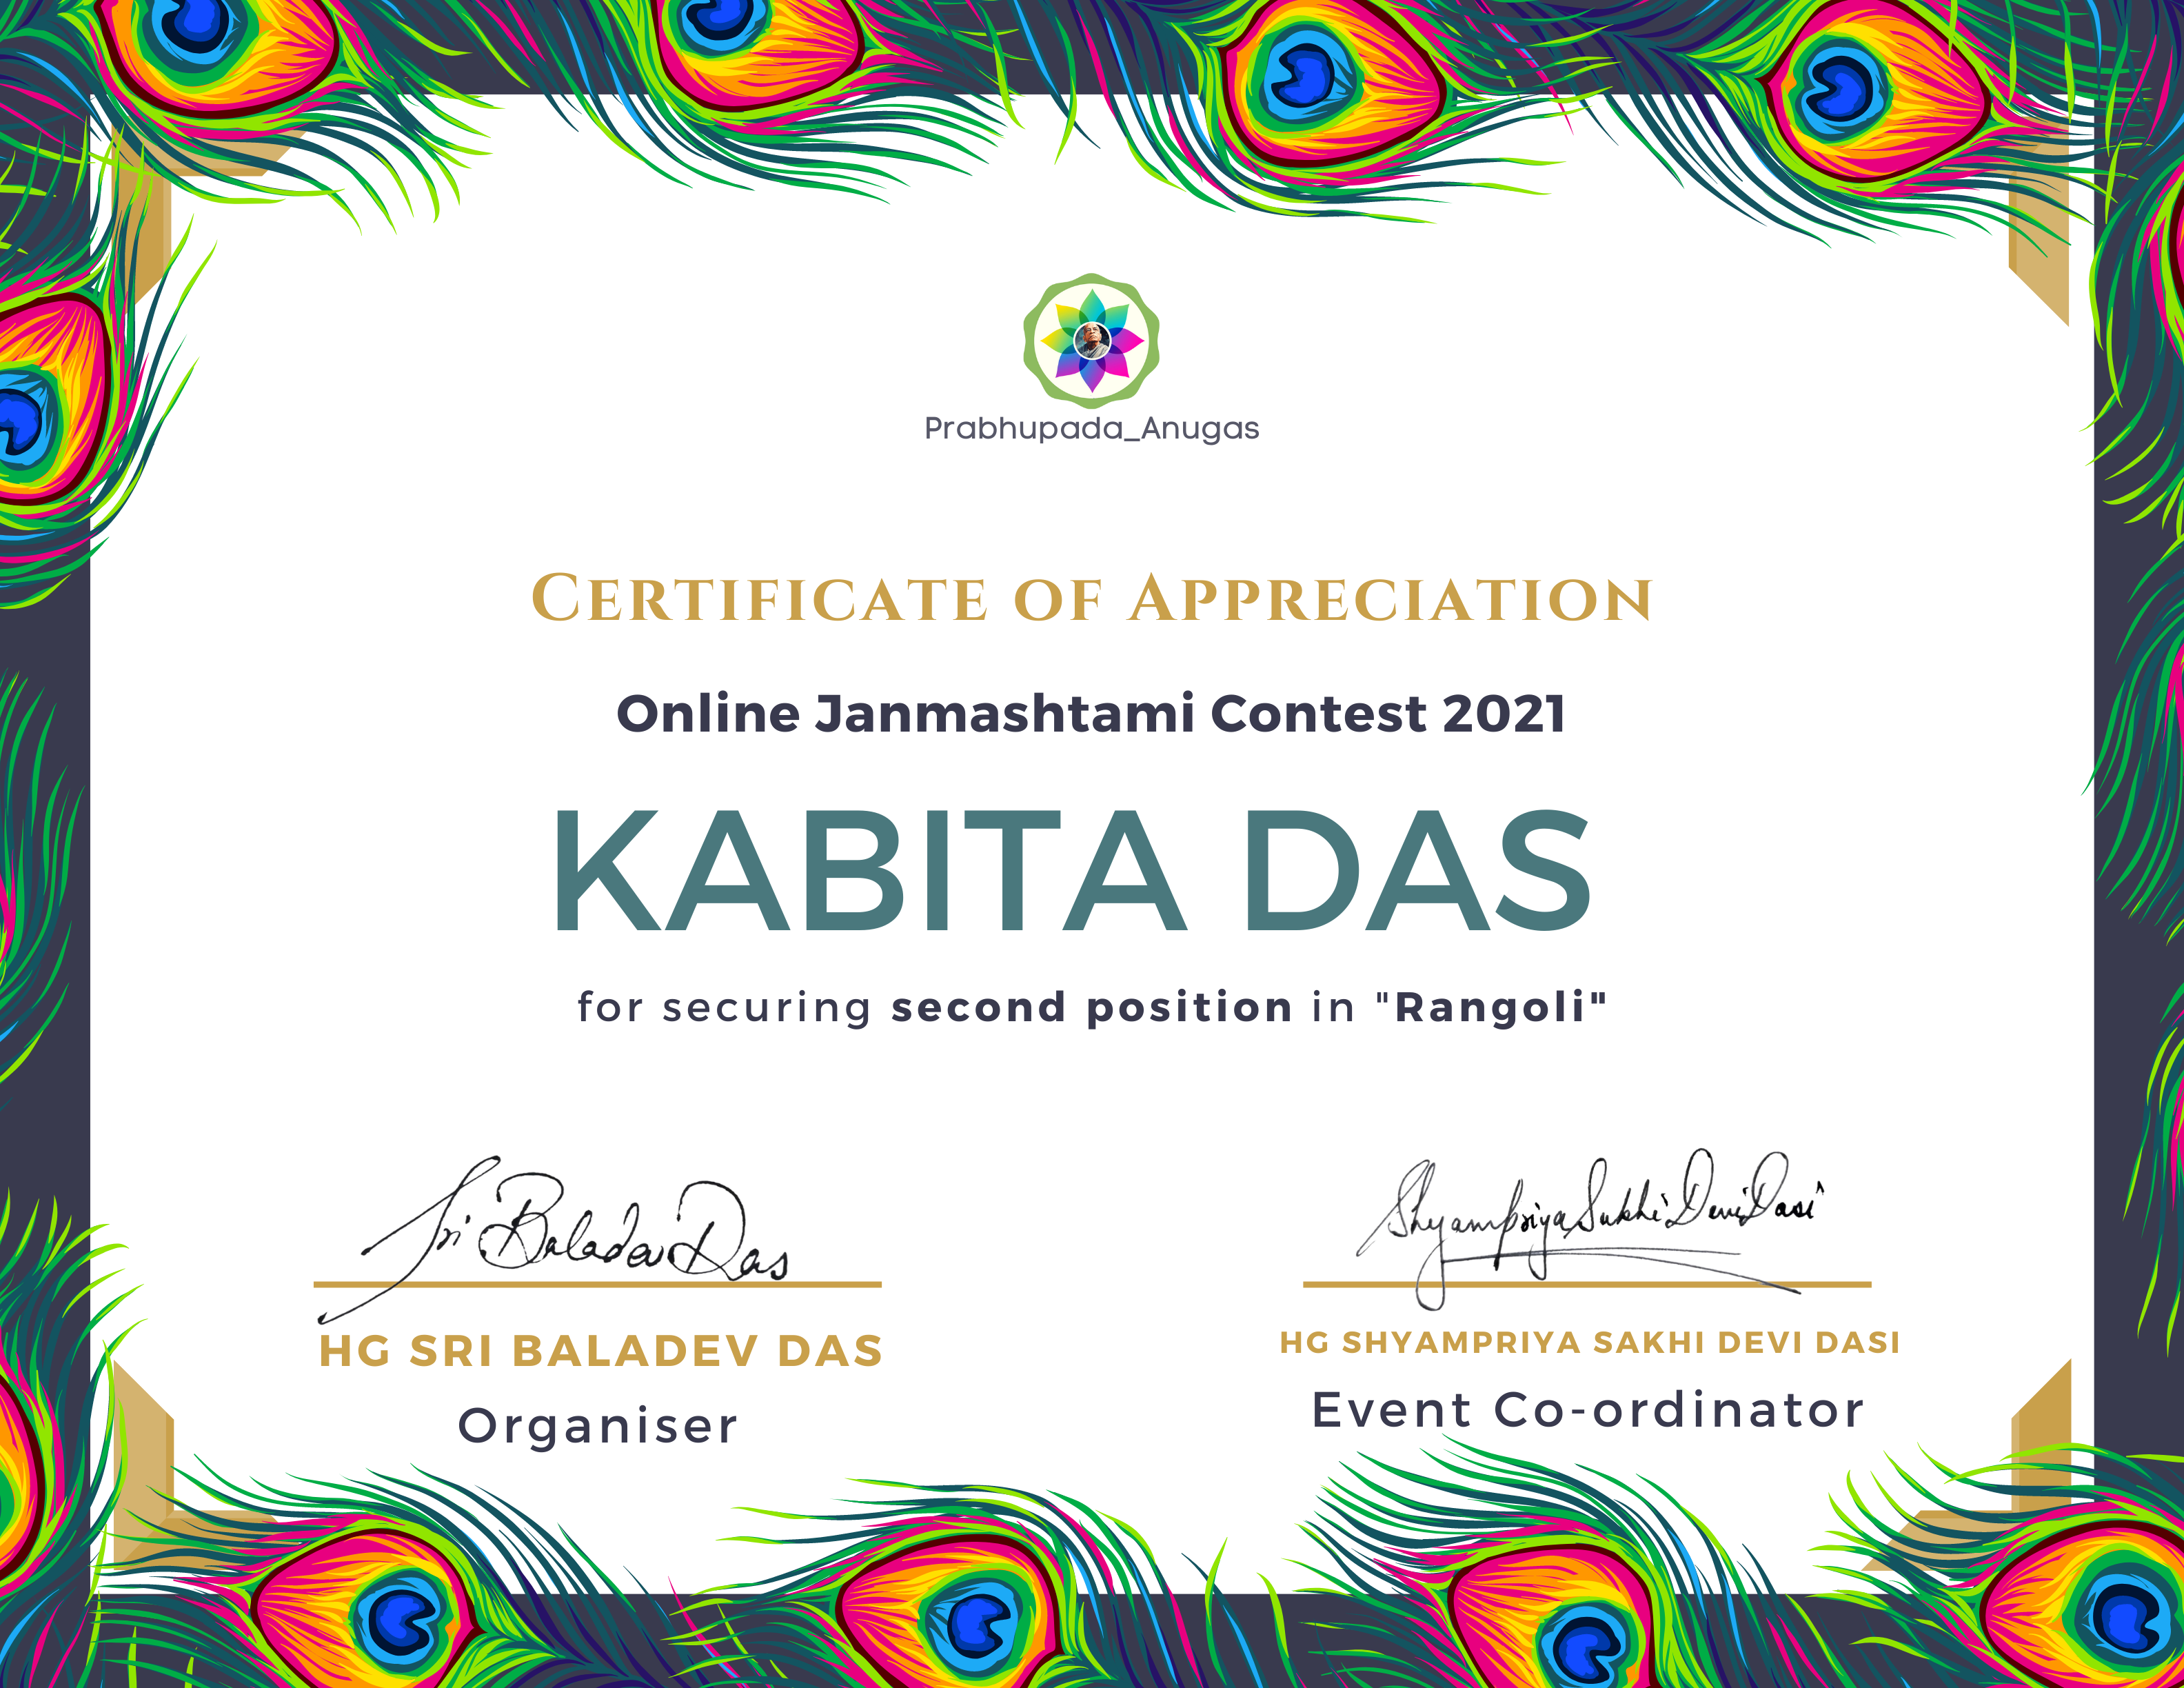 Prabhupada_Anugas
Certificate of Appreciation
Online Janmashtami Contest 2021
KABITA DAS
for securing second position in "Rangoli"
Sri Baladev Das
Shyampriya Sakhi Devi Dasi
HG SRI BALADEV DAS
HG SHYAMPRIYA SAKHI DEVI DASI
Organiser
Event Co-ordinator